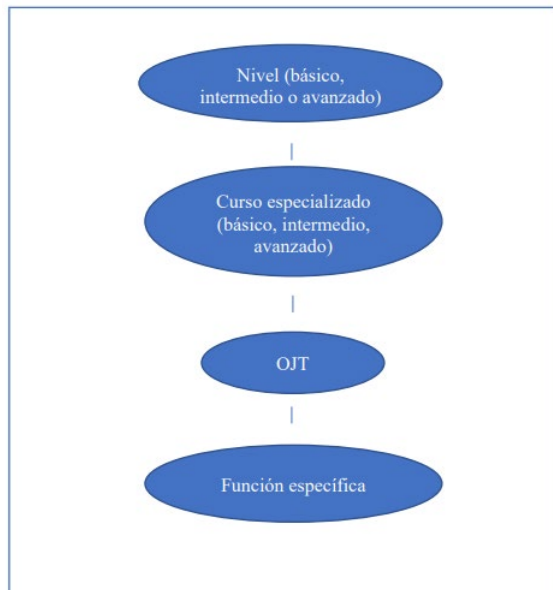 Nivel (básico,
intermedio o avanzado)
Curso especializado
(básico, intermedio,
avanzado)
OJT
Función específica